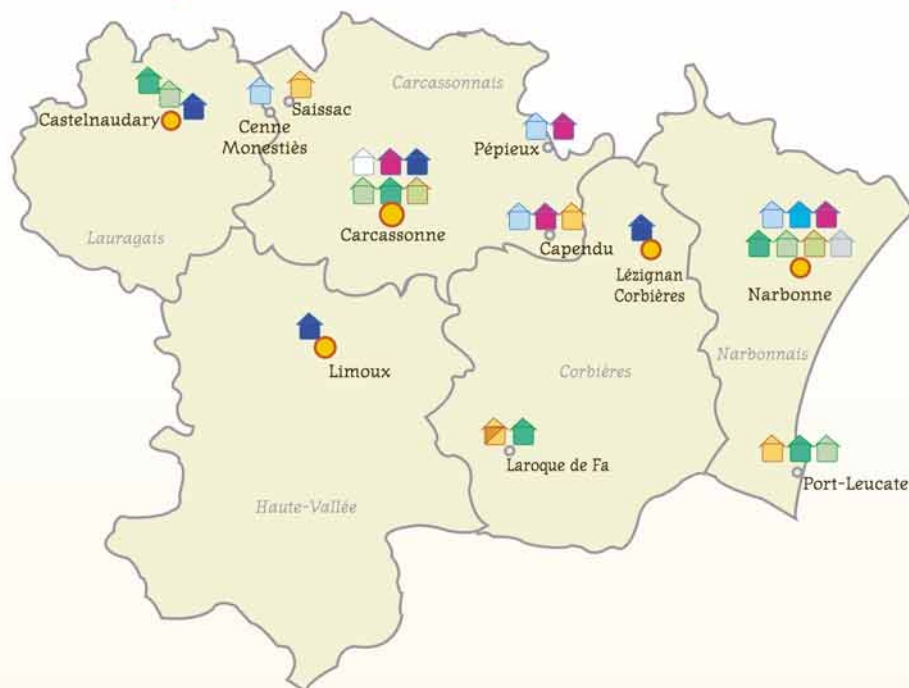 Carcassonnais
Castelnaudary
Saissac
Cenne
Monestiès
Pépieux
Lauragais
Carcassonne
Capendu
Lézignan
Corbières
Narbonne
Limoux
Corbières
Narbonnais
Laroque de Fa
Port-Leucate
Haute-Vallée